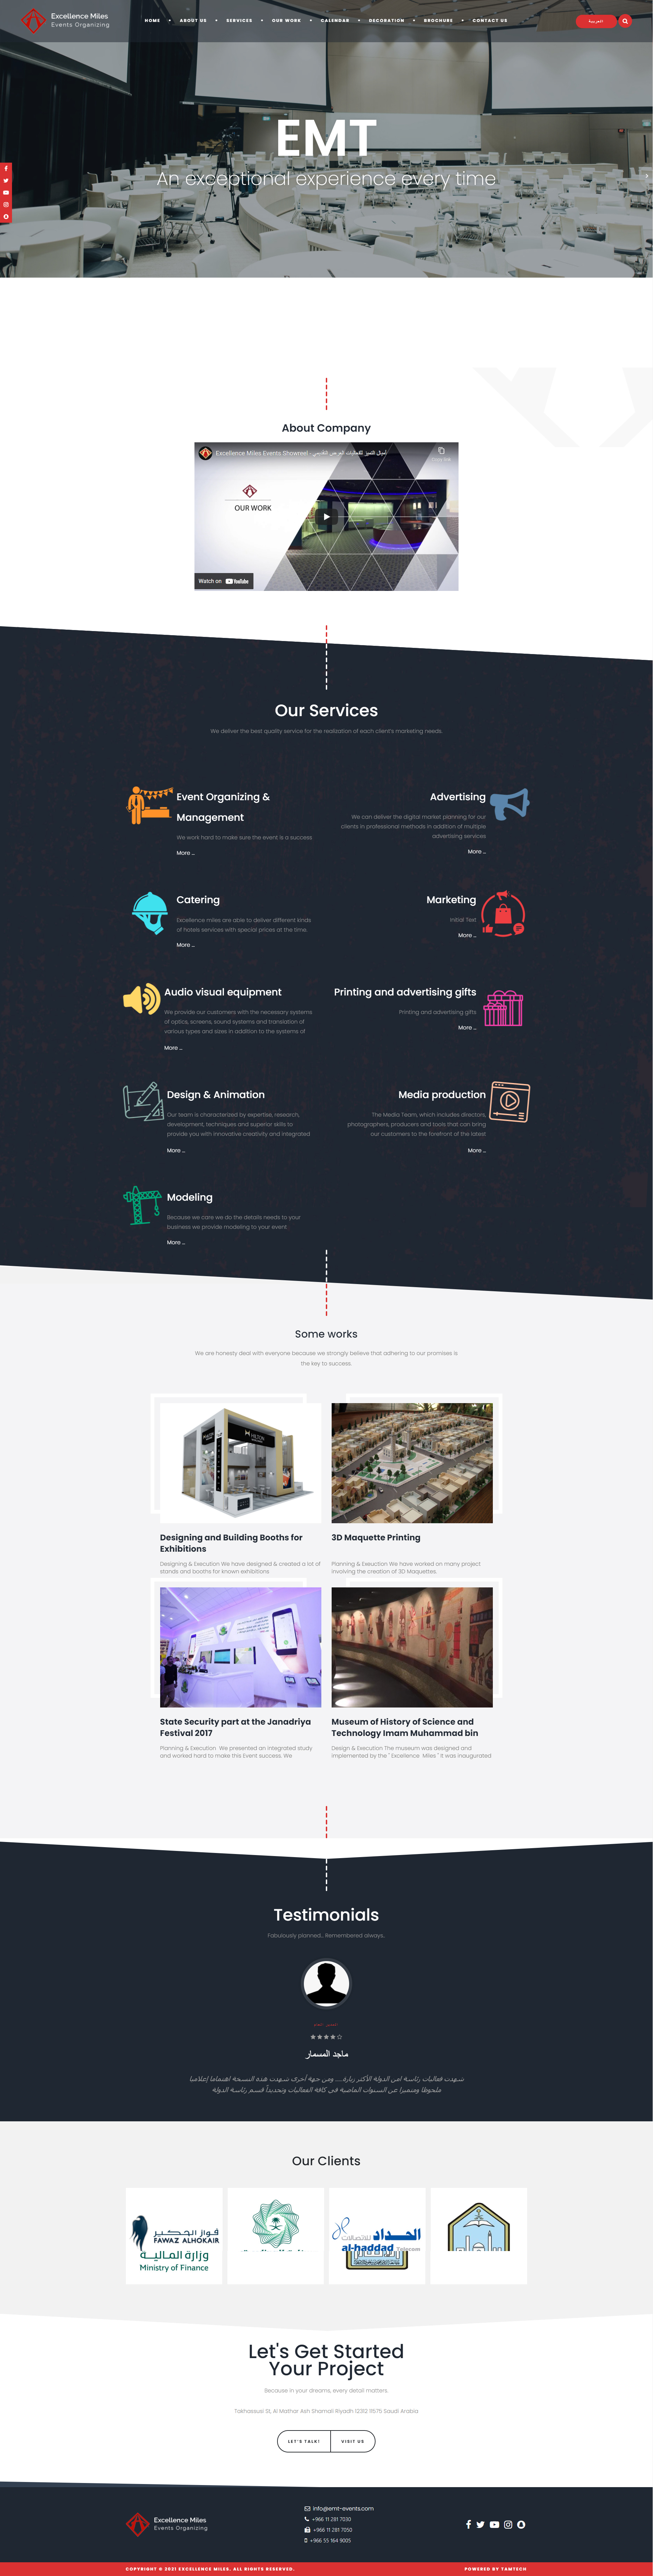 Excellence Miles
Events Organizing
HOME
ABOUT US
SERVICES
OUR WORK
CALENDAR
DECORATION
BROCHURE
CONTACT US
العربية
EMT
An exceptional experience every time
About Company
Excellence Miles Events Showreel
OUR WORK
Watch on YouTube
Our Services
We deliver the best quality service for the realization of each client's marketing needs.
Event Organizing &
Management
We work hard to make sure the event is a success
More ...
Advertising
We can deliver the digital market planning for our
clients in professional methods in addition of multiple
advertising services
More ...
Catering
Excellence miles are able to deliver different kinds
of hotels services with special prices at the time.
More ...
Marketing
Initial Text
More ...
Audio visual equipment
We provide our customers with the necessary systems
of optics, screens, sound systems and translation of
various types and sizes in addition to the systems of
More ...
Printing and advertising gifts
Printing and advertising gifts
More ...
Design & Animation
Our team is characterized by expertise, research,
development, techniques and superior skills to
provide you with innovative creativity and integrated
More ...
Media production
The Media Team, which includes directors,
photographers, producers and tools that can bring
our customers to the forefront of the latest
More ...
Modeling
Because we care we do the details needs to your
business we provide modeling to your event .
More ...
Some works
We are honesty deal with everyone because we strongly believe that adhering to our promises is
the key to success.
HILTON
Designing and Building Booths for
Exhibitions
Designing & Execution We have designed & created a lot of
stands and booths for known exhibitions
3D Maquette Printing
Planning & Exeuction We have worked on many project
involving the creation of 3D Maquettes
State Security part at the Janadriya
Festival 2017
Planning & Execution We presented an integrated study
and worked hard to make this Event success. We
Museum of History of Science and
Technology Imam Muhammad bin
Design & Execution The museum was designed and
implemented by the " Excellence Miles " It was inaugurated
Testimonials
Fabulously planned... Remembered always..
ماجد المسمار
شهدت فعاليات رئاسة امن الدولة الأكثر زيارة.... ومن جهة أخرى شهدت هذه النسخة اهتماما إعلاميا
ملحوظا ومتميزا عن السنوات الماضية في كافة الفعاليات وتحديداً قسم رئاسة الدولة
Our Clients
فواز الحكير
FAWAZ ALHOKAIR
وزارة المالية
Ministry of Finance
الحداد للاتصالات
al-haddad Telecom
Let's Get Started
Your Project
Because in your dreams, every detail matters.
Takhassusi St, Al Mathar Ash Shamali Riyadh 12312 11575 Saudi Arabia
LET'S TALK!
VISIT US
Excellence Miles
Events Organizing
info@emt-events.com
+966 11 281 7030
+966 11 281 7050
+966 55 164 9005
COPYRIGHT © 2021 EXCELLENCE MILES. ALL RIGHTS RESERVED.
POWERED BY TAMTECH